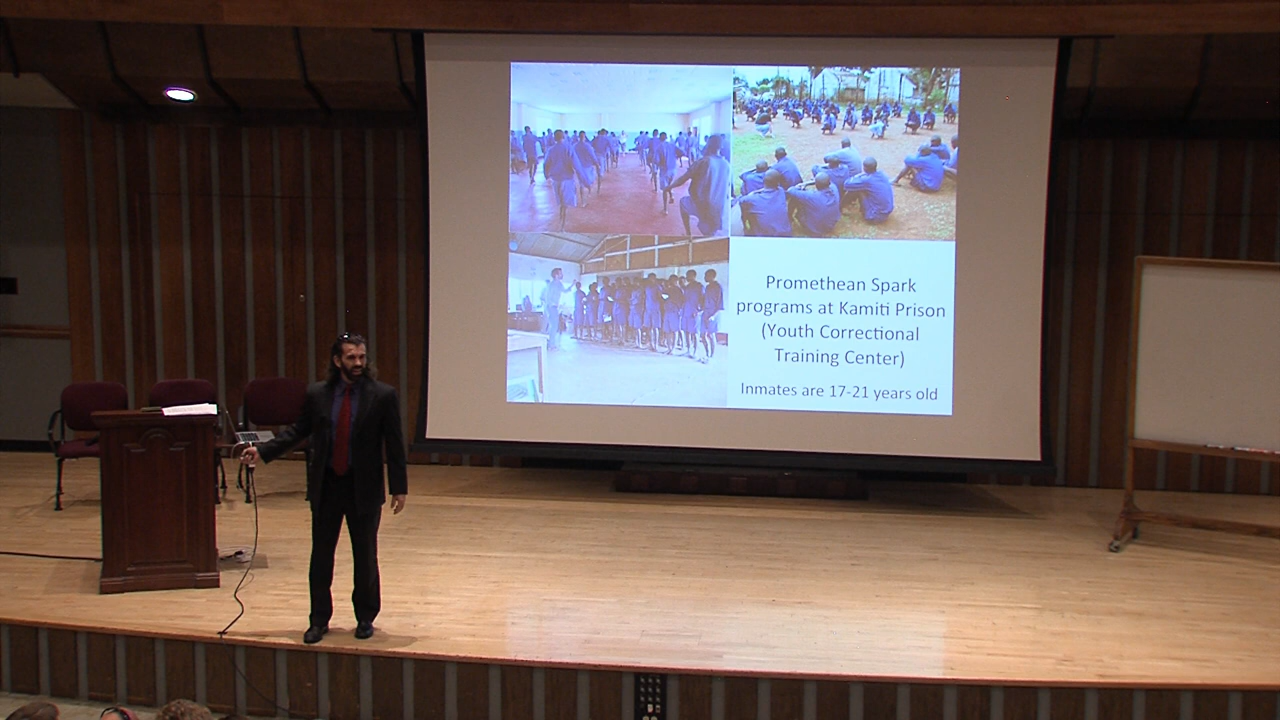 Promethean Spark
programs at Kamiti Prison
(Youth Correctional
Training Center)
Inmates are 17-21 years old